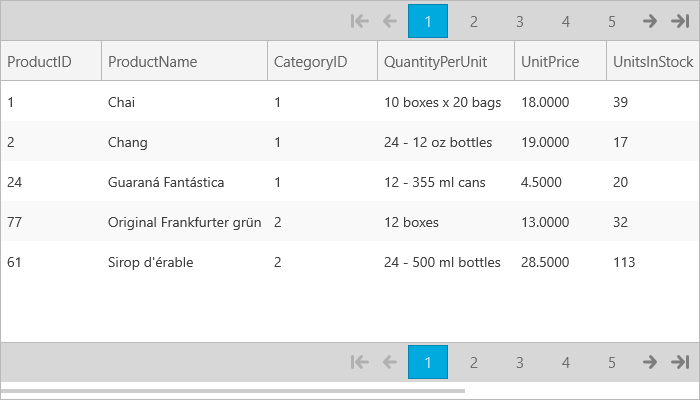 1 2 3 4 5
ProductID ProductName CategoryID QuantityPerUnit UnitPrice UnitsInStock
1 Chai 1 10 boxes x 20 bags 18.0000 39
2 Chang 1 24 - 12 oz bottles 19.0000 17
24 Guaraná Fantástica 1 12 - 355 ml cans 4.5000 20
77 Original Frankfurter grün 2 12 boxes 13.0000 32
61 Sirop d'érable 2 24 - 500 ml bottles 28.5000 113
1 2 3 4 5